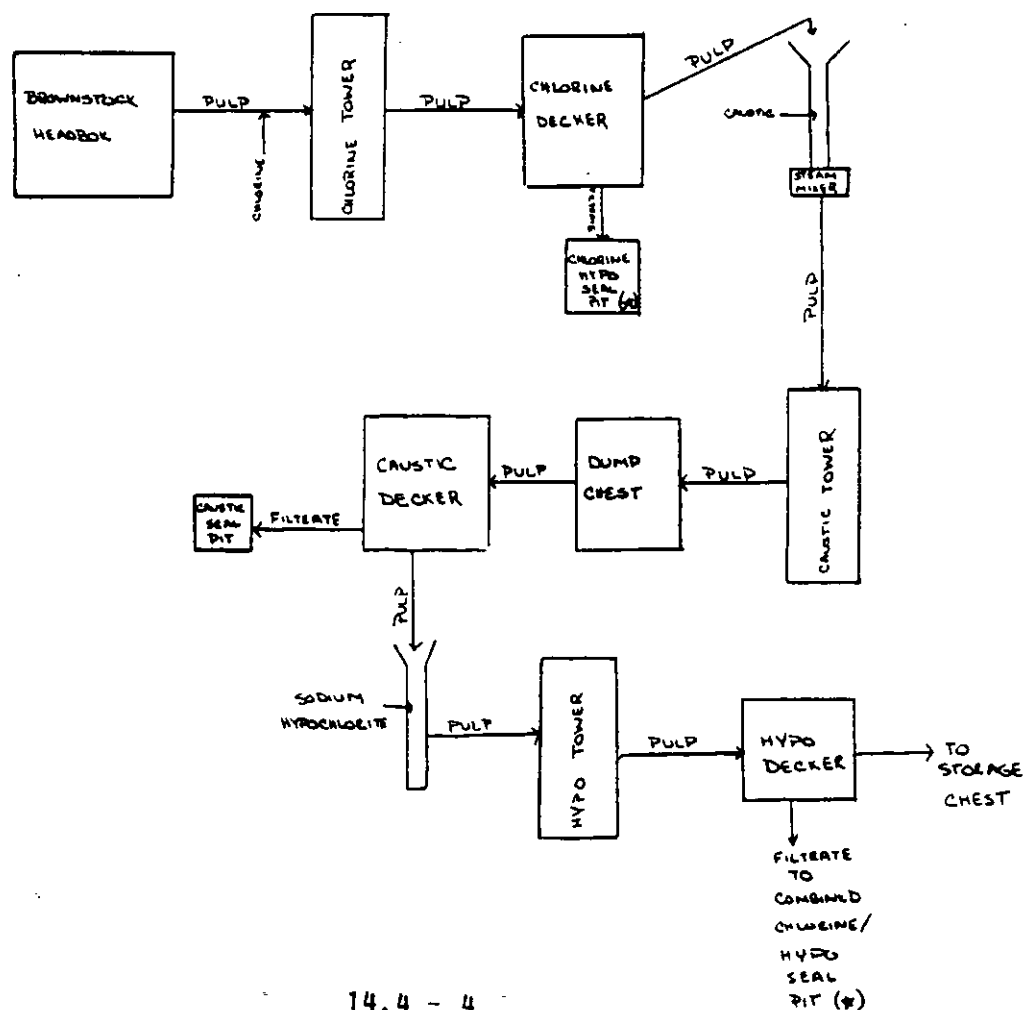 BROWNSTOCK
HEADBOX
PULP
CHLORINE
CHLORINE TOWER
PULP
CHLORINE
DECKER
PULP
CAUSTIC
STEAM
MIXER
CHLORINE
HYPO
SEAL
PIT (*)
PULP
CAUSTIC TOWER
PULP
DUMP
CHEST
PULP
CAUSTIC
DECKER
FILTRATE
CAUSTIC
SEAL
PIT
PULP
SODIUM
HYPOCHLORITE
PULP
HYPO TOWER
PULP
HYPO
DECKER
TO
STORAGE
CHEST
FILTRATE
TO
COMBINED
CHLORINE/
HYPO
SEAL
PIT (*)
14.4 - 4